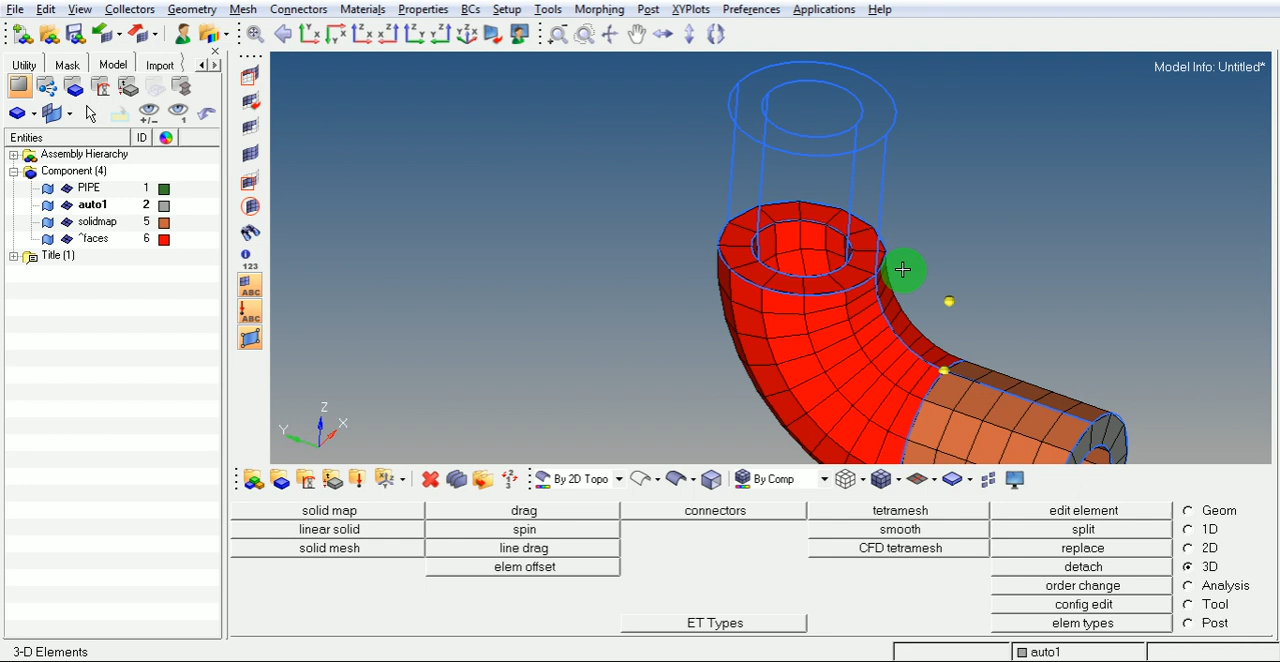 File Edit View Collectors Geometry Mesh Connectors Materials Properties BCs Setup Tools Morphing Post XYPlots Preferences Applications Help
Utility Mask Model Import
Model Info: Untitled*
1
Entities ID
Assembly Hierarchy
Component (4)
PIPE 1
auto1 2
solidmap 5
^faces 6
Title (1)
123
ABC
ABC
Z
X
Y
By 2D Topo
By Comp
solid map drag connectors tetramesh edit element Geom
linear solid spin smooth split 1D
solid mesh line drag CFD tetramesh replace 2D
elem offset detach 3D
order change Analysis
config edit Tool
ET Types elem types Post
3-D Elements
auto1